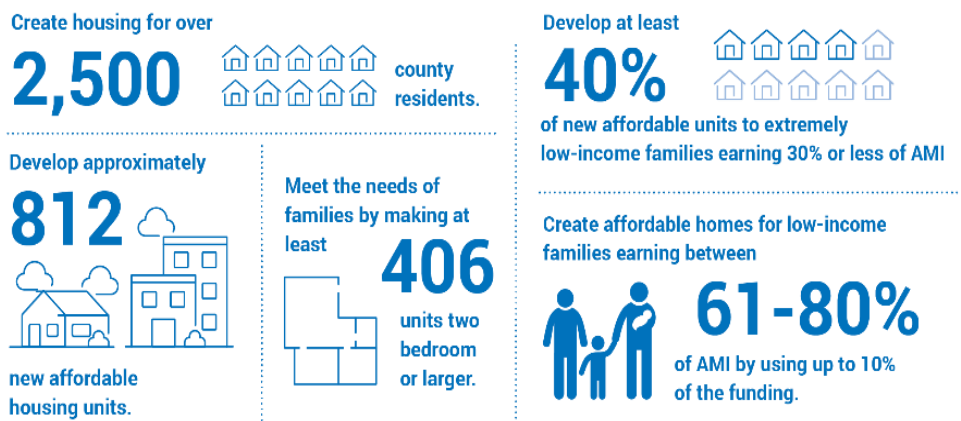 Create housing for over
2,500
county
residents.
Develop approximately
812
new affordable
housing units.
Meet the needs of
families by making at
least
406
units two
bedroom
or larger.
Develop at least
40%
of new affordable units to extremely
low-income families earning 30% or less of AMI
Create affordable homes for low-income
families earning between
61-80%
of AMI by using up to 10%
of the funding.